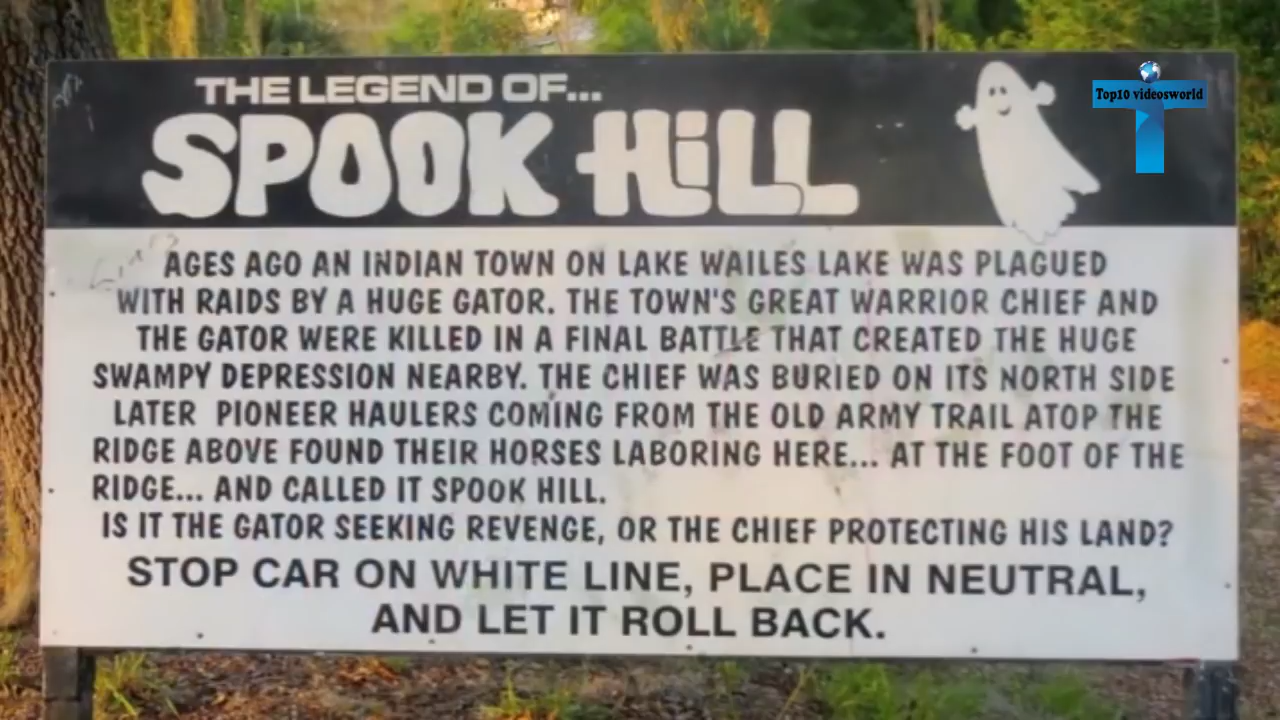 THE LEGEND OF...
SPOOK HiLL
Top10 videosworld
AGES AGO AN INDIAN TOWN ON LAKE WAILES LAKE WAS PLAGUED
WITH RAIDS BY A HUGE GATOR. THE TOWN'S GREAT WARRIOR CHIEF AND
THE GATOR WERE KILLED IN A FINAL BATTLE THAT CREATED THE HUGE
SWAMPY DEPRESSION NEARBY. THE CHIEF WAS BURIED ON ITS NORTH SIDE
LATER PIONEER HAULERS COMING FROM THE OLD ARMY TRAIL ATOP THE
RIDGE ABOVE FOUND THEIR HORSES LABORING HERE... AT THE FOOT OF THE
RIDGE... AND CALLED IT SPOOK HILL.
IS IT THE GATOR SEEKING REVENGE, OR THE CHIEF PROTECTING HIS LAND?
STOP CAR ON WHITE LINE, PLACE IN NEUTRAL,
AND LET IT ROLL BACK.